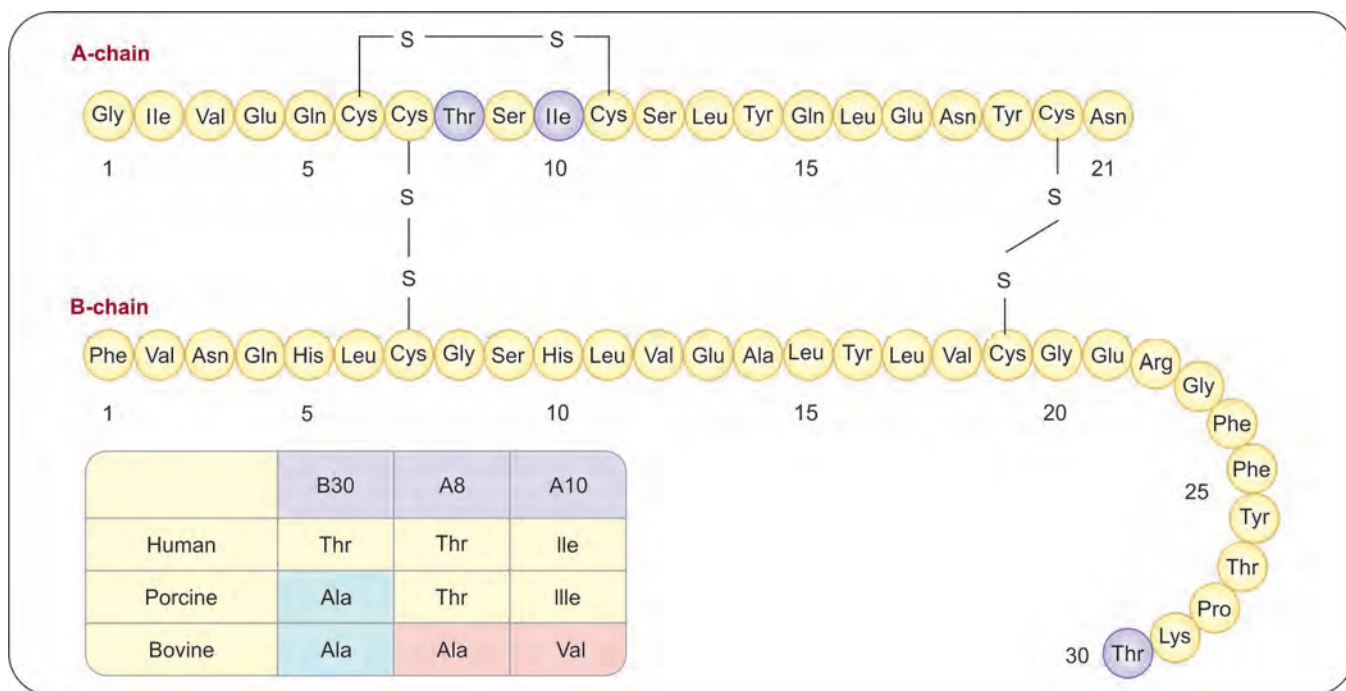 S S
A-chain
Gly Ile Val Glu Gln Cys Cys Thr Ser Ile Cys Ser Leu Tyr Gln Leu Glu Asn Tyr Cys Asn
1 5 10 15 21
S S
S S
B-chain
Phe Val Asn Gln His Leu Cys Gly Ser His Leu Val Glu Ala Leu Tyr Leu Val Cys Gly Glu Arg Gly Phe Phe Tyr Thr Pro Lys Thr
1 5 10 15 20 25 30
B30 A8 A10
Human Thr Thr Ile
Porcine Ala Thr Illе
Bovine Ala Ala Val